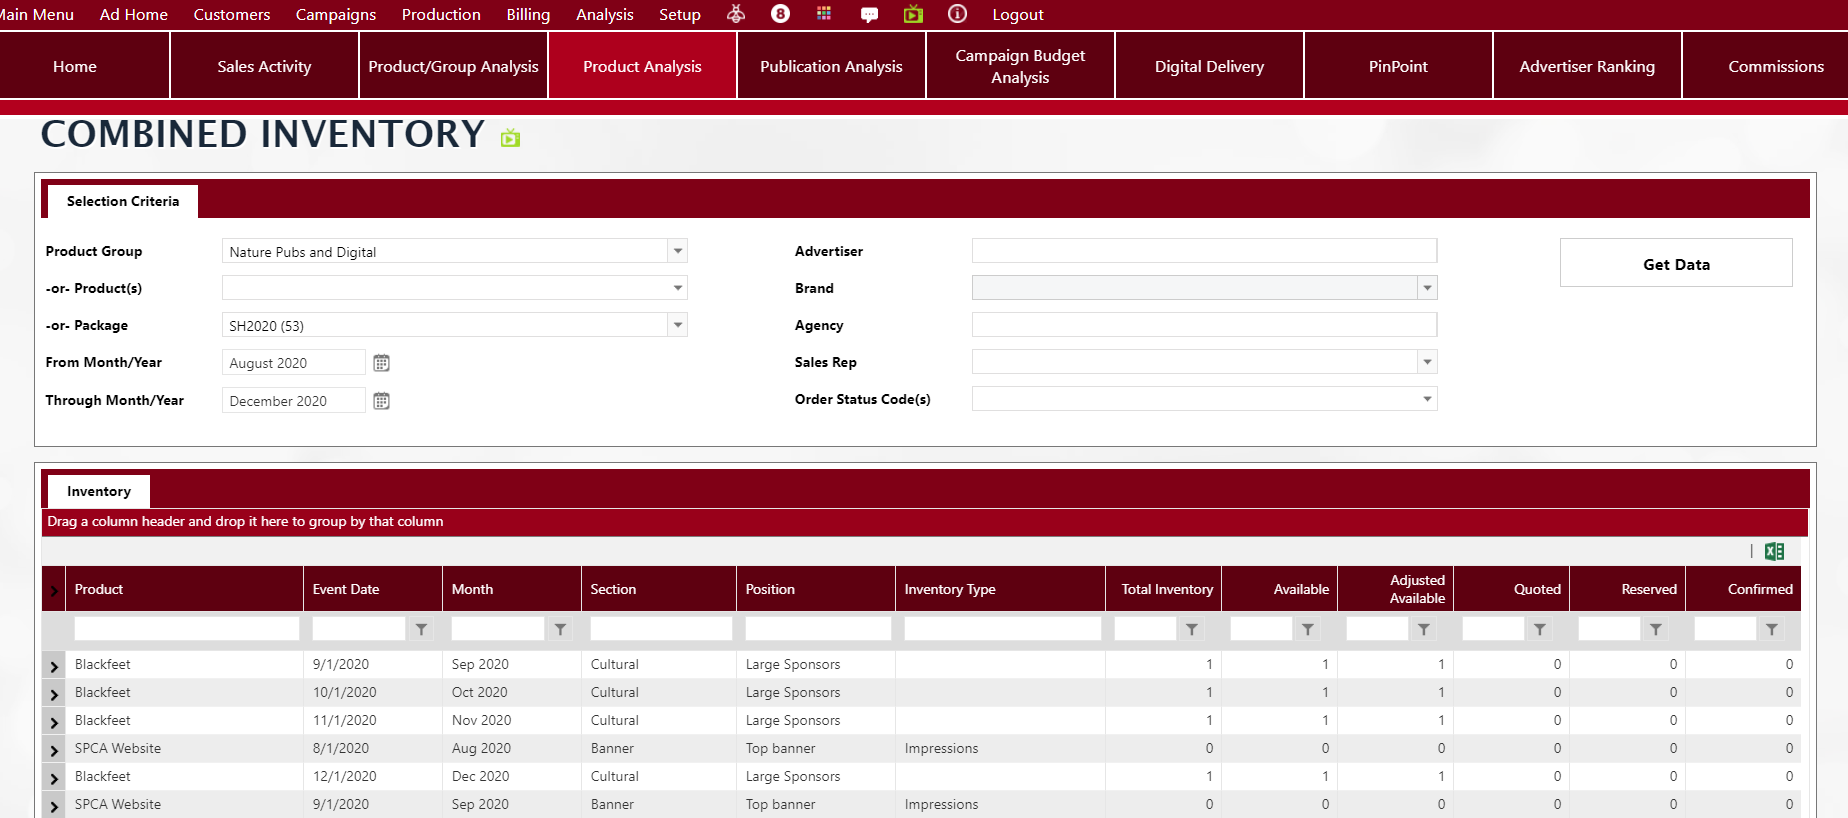 Main Menu Ad Home Customers Campaigns Production Billing Analysis Setup 8 Logout
Home Sales Activity Product/Group Analysis Product Analysis Publication Analysis Campaign Budget Analysis Digital Delivery PinPoint Advertiser Ranking Commissions
COMBINED INVENTORY
Selection Criteria
Product Group Nature Pubs and Digital Advertiser Get Data
-or- Product(s) Brand
-or- Package SH2020 (53) Agency
From Month/Year August 2020 Sales Rep
Through Month/Year December 2020 Order Status Code(s)
Inventory
Drag a column header and drop it here to group by that column
Product Event Date Month Section Position Inventory Type Total Inventory Available Adjusted Available Quoted Reserved Confirmed
Blackfeet 9/1/2020 Sep 2020 Cultural Large Sponsors 1 1 1 0 0 0
Blackfeet 10/1/2020 Oct 2020 Cultural Large Sponsors 1 1 1 0 0 0
Blackfeet 11/1/2020 Nov 2020 Cultural Large Sponsors 1 1 1 0 0 0
SPCA Website 8/1/2020 Aug 2020 Banner Top banner Impressions 0 0 0 0 0 0
Blackfeet 12/1/2020 Dec 2020 Cultural Large Sponsors 1 1 1 0 0 0
SPCA Website 9/1/2020 Sep 2020 Banner Top banner Impressions 0 0 0 0 0 0